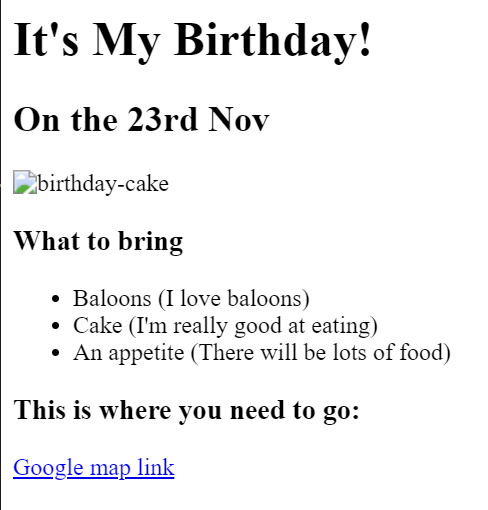 It's My Birthday!
On the 23rd Nov
birthday-cake
What to bring
Baloons (I love baloons)
Cake (I'm really good at eating)
An appetite (There will be lots of food)
This is where you need to go:
Google map link